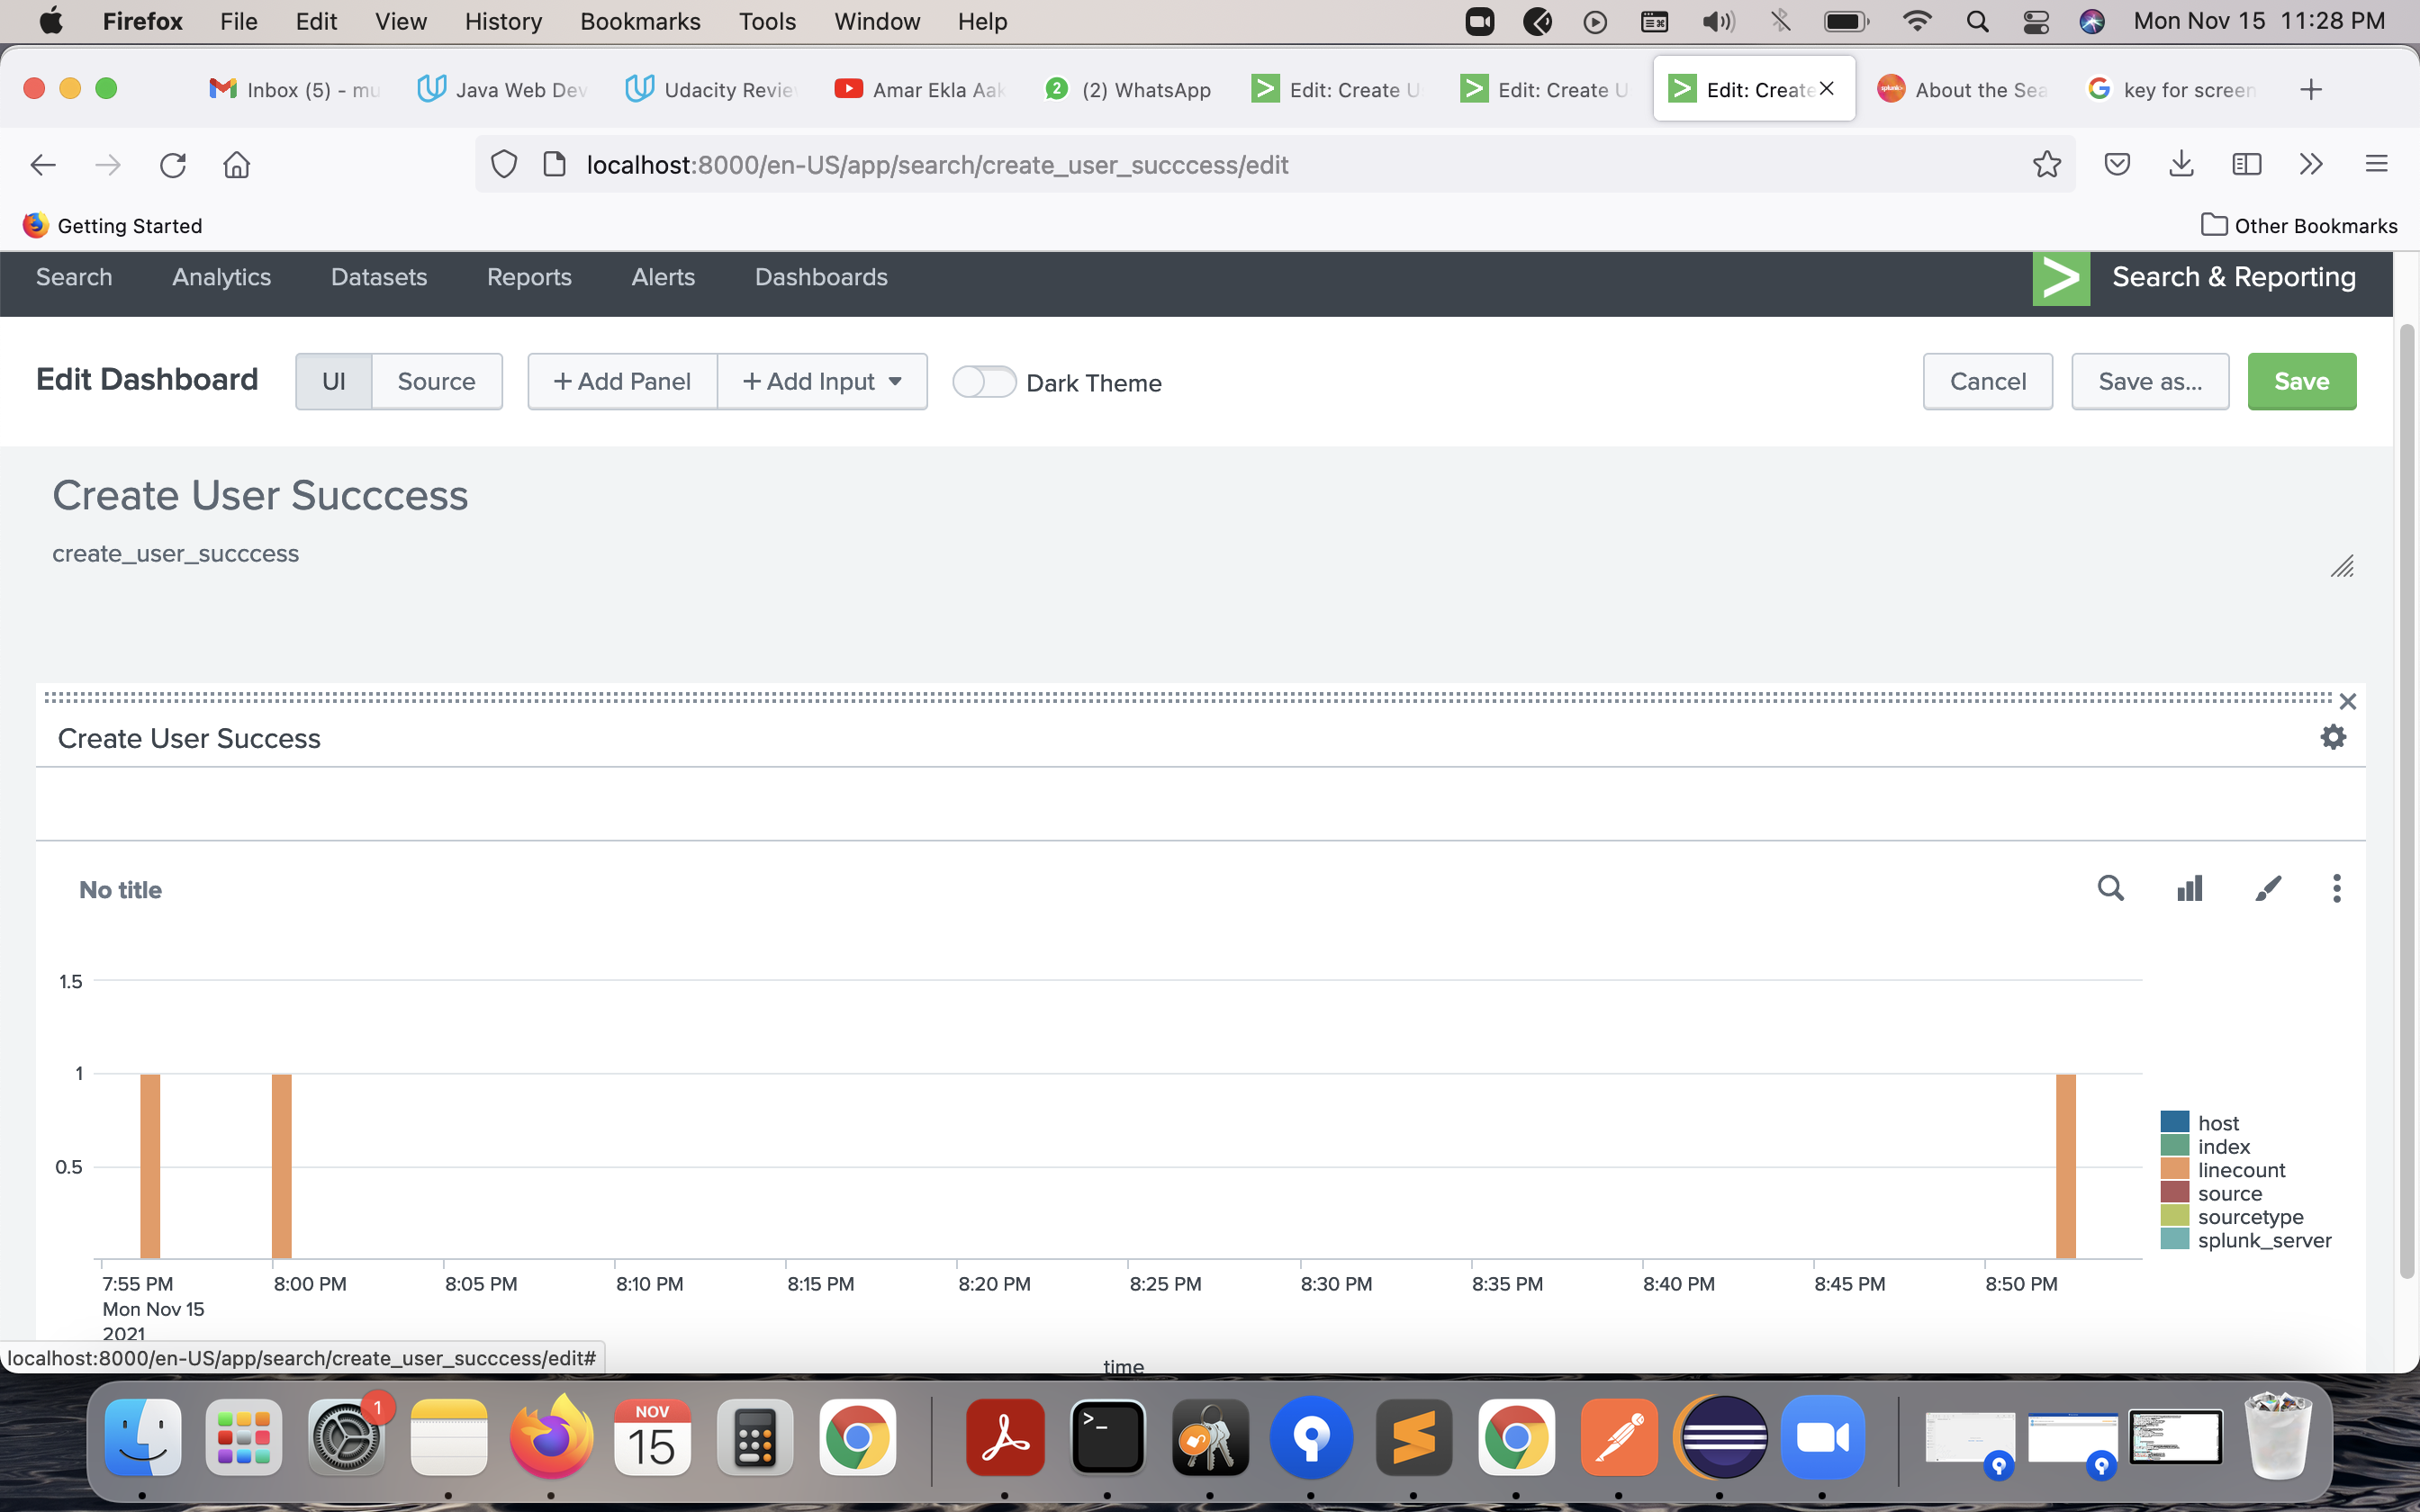 Firefox File Edit View History Bookmarks Tools Window Help Mon Nov 15 11:28 PM
Inbox (5) - mu Java Web Dev Udacity Review Amar Ekla Aak 2 (2) WhatsApp Edit: Create U Edit: Create U Edit: Create splunk> About the Sea key for screen
localhost:8000/en-US/app/search/create_user_succcess/edit
Getting Started Other Bookmarks
Search Analytics Datasets Reports Alerts Dashboards Search & Reporting
Edit Dashboard UI Source + Add Panel + Add Input Dark Theme Cancel Save as... Save
Create User Succcess
create_user_succcess
Create User Success
No title
1.5
1
0.5
host
index
linecount
source
sourcetype
splunk_server
7:55 PM 8:00 PM 8:05 PM 8:10 PM 8:15 PM 8:20 PM 8:25 PM 8:30 PM 8:35 PM 8:40 PM 8:45 PM 8:50 PM
Mon Nov 15
2021
localhost:8000/en-US/app/search/create_user_succcess/edit#
time
1
NOV
15
>_